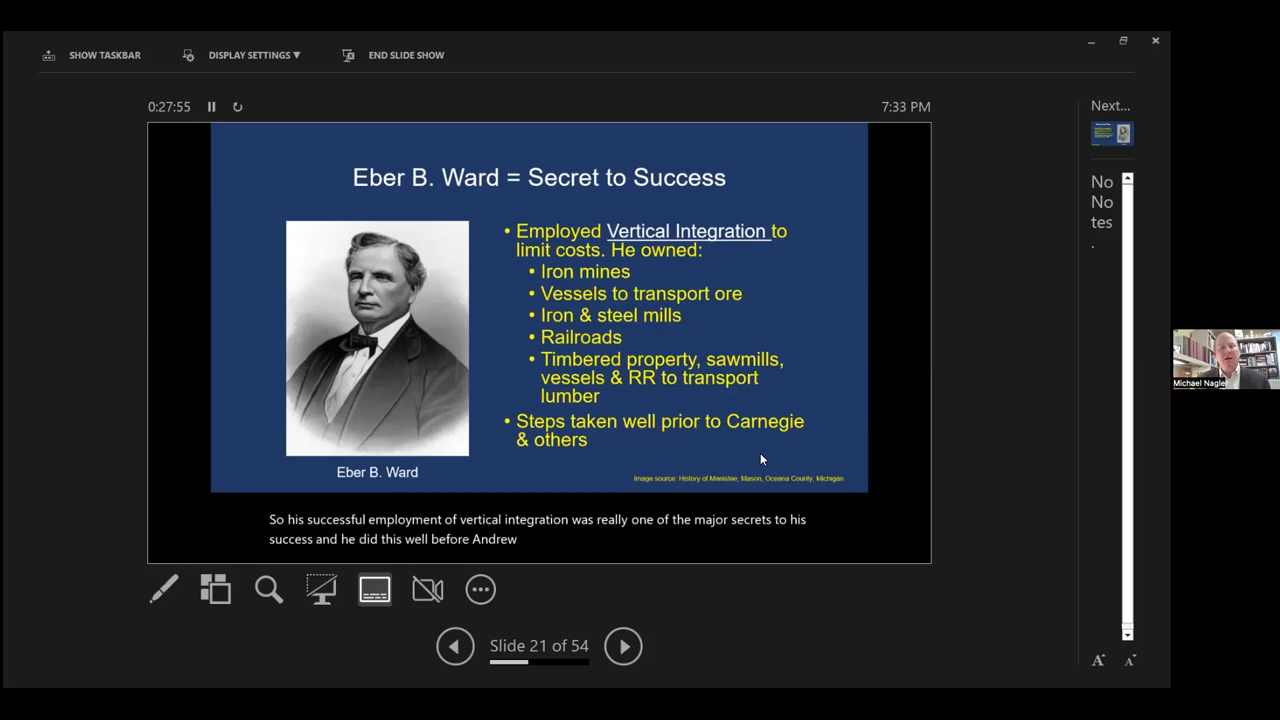 SHOW TASKBAR
DISPLAY SETTINGS ▼
END SLIDE SHOW
0:27:55
7:33 PM
Next...
Eber B. Ward = Secret to Success
• Employed Vertical Integration to
limit costs. He owned:
• Iron mines
• Vessels to transport ore
• Iron & steel mills
• Railroads
• Timbered property, sawmills,
vessels & RR to transport
lumber
• Steps taken well prior to Carnegie
& others
Eber B. Ward
Image source: History of Manistee, Mason, Oceana County, Michigan
So his successful employment of vertical integration was really one of the major secrets to his
success and he did this well before Andrew
Slide 21 of 54
No
No
tes
.
A
A
Michael Nagler